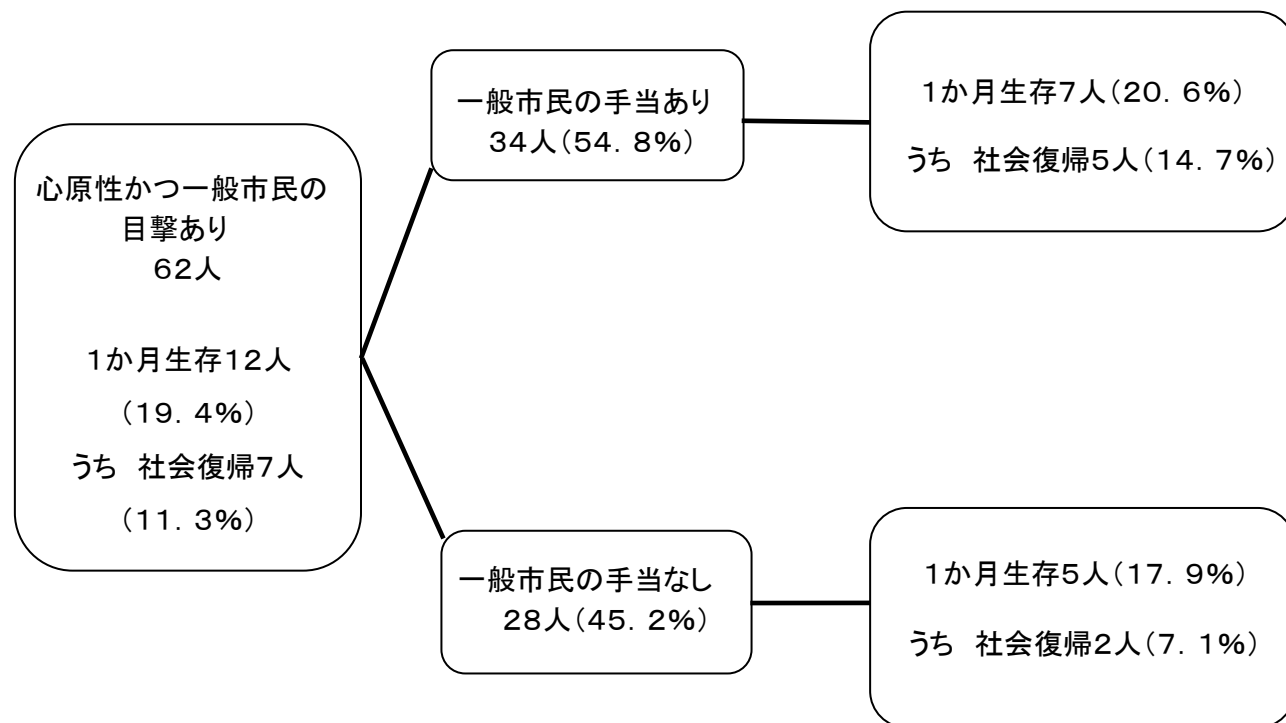 心原性かつ一般市民の
目撃あり
62人
1か月生存12人
（19．4％）
うち　社会復帰7人
（11．3％）
一般市民の手当あり
34人（54．8％）
1か月生存7人（20．6％）
うち　社会復帰5人（14．7％）
一般市民の手当なし
28人（45．2％）
1か月生存5人（17．9％）
うち　社会復帰2人（7．1％）